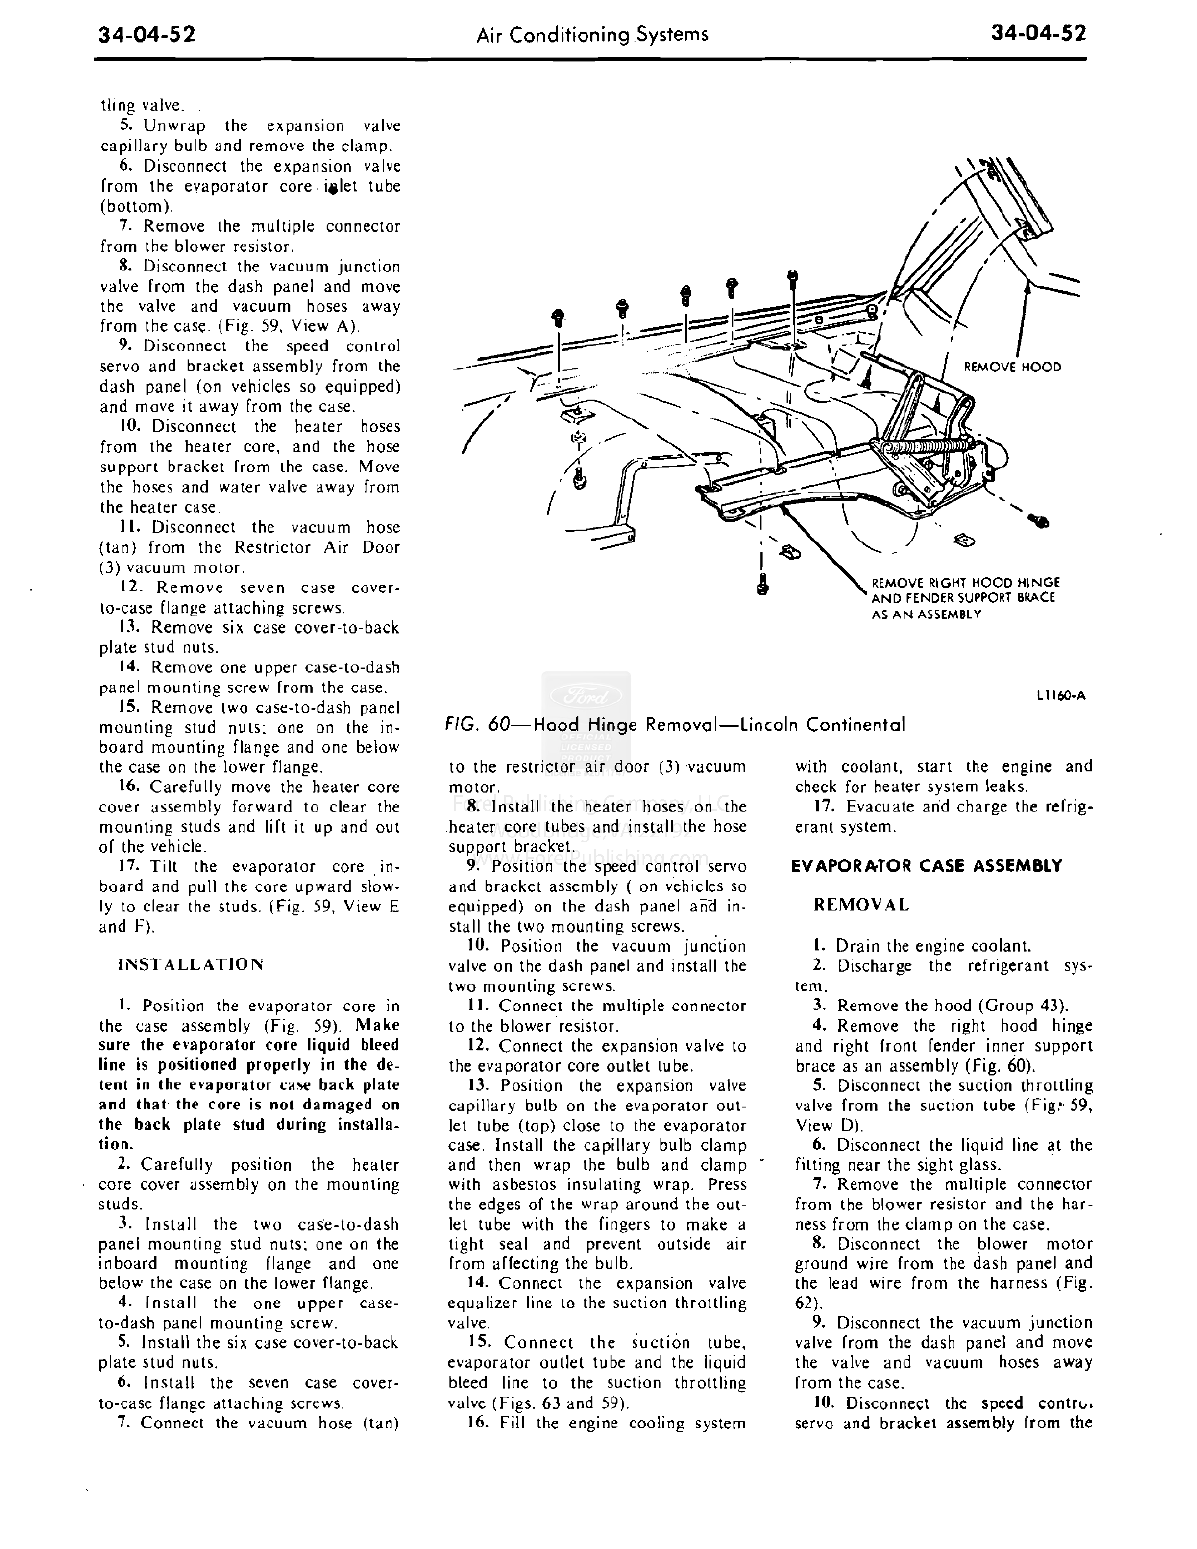 34-04-52
Air Conditioning Systems
34-04-52
tling valve.
5. Unwrap the expansion valve
capillary bulb and remove the clamp.
6. Disconnect the expansion valve
from the evaporator core inlet tube
(bottom).
7. Remove the multiple connector
from the blower resistor.
8. Disconnect the vacuum junction
valve from the dash panel and move
the valve and vacuum hoses away
from the case. (Fig. 59, View A).
9. Disconnect the speed control
servo and bracket assembly from the
dash panel (on vehicles so equipped)
and move it away from the case.
10. Disconnect the heater hoses
from the heater core, and the hose
support bracket from the case. Move
the hoses and water valve away from
the heater case.
11. Disconnect the vacuum hose
(tan) from the Restrictor Air Door
(3) vacuum motor.
12. Remove seven case cover-
to-case flange attaching screws.
13. Remove six case cover-to-back
plate stud nuts.
14. Remove one upper case-to-dash
panel mounting screw from the case.
15. Remove two case-to-dash panel
mounting stud nuts; one on the in-
board mounting flange and one below
the case on the lower flange.
16. Carefully move the heater core
cover assembly forward to clear the
mounting studs and lift it up and out
of the vehicle.
17. Tilt the evaporator core in-
board and pull the core upward slow-
ly to clear the studs. (Fig. 59, View E
and F).
INSTALLATION
1. Position the evaporator core in
the case assembly (Fig. 59). Make
sure the evaporator core liquid bleed
line is positioned properly in the de-
tent in the evaporator case back plate
and that the core is not damaged on
the back plate stud during installa-
tion.
2. Carefully position the heater
core cover assembly on the mounting
studs.
3. Install the two case-to-dash
panel mounting stud nuts; one on the
inboard mounting flange and one
below the case on the lower flange.
4. Install the one upper case-
to-dash panel mounting screw.
5. Install the six case cover-to-back
plate stud nuts.
6. Install the seven case cover-
to-case flange attaching screws.
7. Connect the vacuum hose (tan)
REMOVE HOOD
REMOVE RIGHT HOOD HINGE
AND FENDER SUPPORT BRACE
AS AN ASSEMBLY
L1160-A
FIG. 60—Hood Hinge Removal—Lincoln Continental
to the restrictor air door (3) vacuum
motor.
8. Install the heater hoses on the
heater core tubes and install the hose
support bracket.
9. Position the speed control servo
and bracket assembly ( on vehicles so
equipped) on the dash panel and in-
stall the two mounting screws.
10. Position the vacuum junction
valve on the dash panel and install the
two mounting screws.
11. Connect the multiple connector
to the blower resistor.
12. Connect the expansion valve to
the evaporator core outlet tube.
13. Position the expansion valve
capillary bulb on the evaporator out-
let tube (top) close to the evaporator
case. Install the capillary bulb clamp
and then wrap the bulb and clamp
with asbestos insulating wrap. Press
the edges of the wrap around the out-
let tube with the fingers to make a
tight seal and prevent outside air
from affecting the bulb.
14. Connect the expansion valve
equalizer line to the suction throttling
valve.
15. Connect the suction tube,
evaporator outlet tube and the liquid
bleed line to the suction throttling
valve (Figs. 63 and 59).
16. Fill the engine cooling system
with coolant, start the engine and
check for heater system leaks.
17. Evacuate and charge the refrig-
erant system.
EVAPORATOR CASE ASSEMBLY
REMOVAL
1. Drain the engine coolant.
2. Discharge the refrigerant sys-
tem.
3. Remove the hood (Group 43).
4. Remove the right hood hinge
and right front fender inner support
brace as an assembly (Fig. 60).
5. Disconnect the suction throttling
valve from the suction tube (Fig. 59,
View D).
6. Disconnect the liquid line at the
fitting near the sight glass.
7. Remove the multiple connector
from the blower resistor and the har-
ness from the clamp on the case.
8. Disconnect the blower motor
ground wire from the dash panel and
the lead wire from the harness (Fig.
62).
9. Disconnect the vacuum junction
valve from the dash panel and move
the valve and vacuum hoses away
from the case.
10. Disconnect the speed control
servo and bracket assembly from the